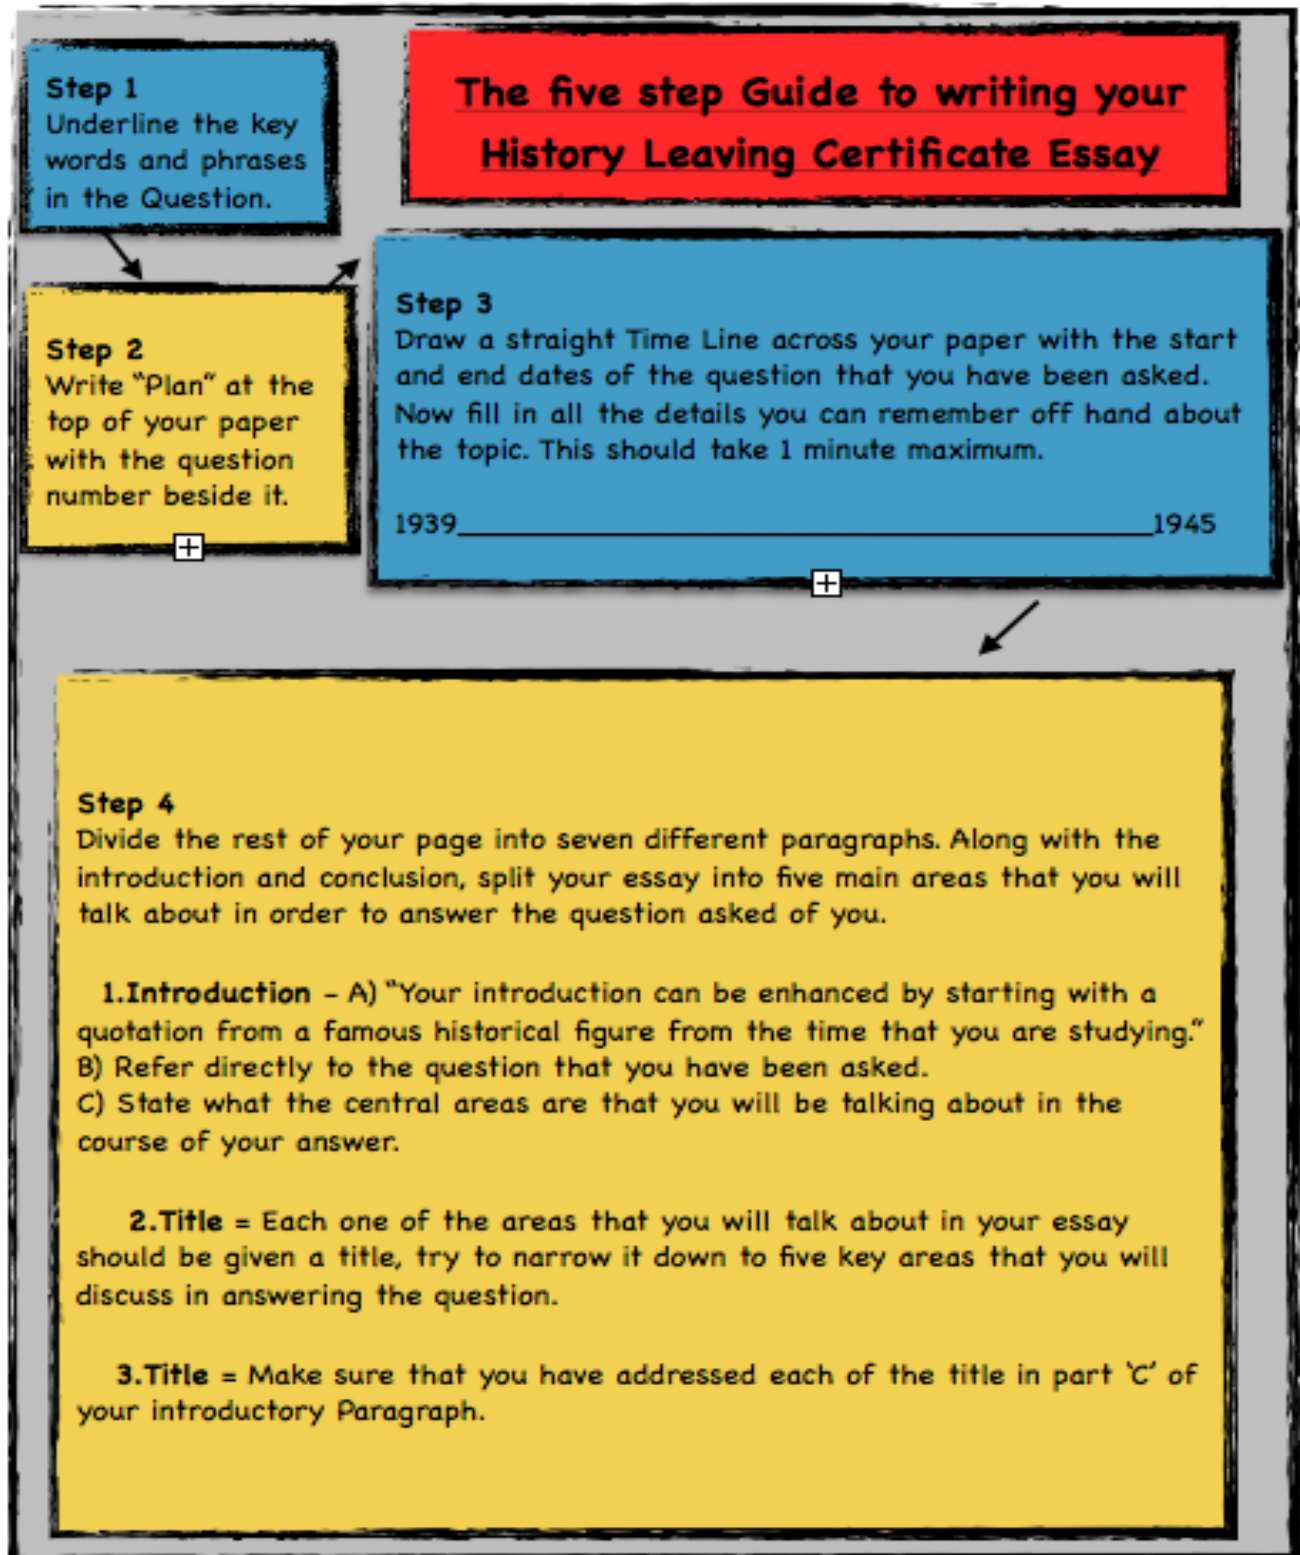 The five step Guide to writing your
History Leaving Certificate Essay
Step 1
Underline the key
words and phrases
in the Question.
Step 2
Write “Plan” at the
top of your paper
with the question
number beside it.
Step 3
Draw a straight Time Line across your paper with the start
and end dates of the question that you have been asked.
Now fill in all the details you can remember off hand about
the topic. This should take 1 minute maximum.
1939_______________________________________________1945
Step 4
Divide the rest of your page into seven different paragraphs. Along with the
introduction and conclusion, split your essay into five main areas that you will
talk about in order to answer the question asked of you.
1.Introduction – A) “Your introduction can be enhanced by starting with a
quotation from a famous historical figure from the time that you are studying.”
B) Refer directly to the question that you have been asked.
C) State what the central areas are that you will be talking about in the
course of your answer.
2.Title = Each one of the areas that you will talk about in your essay
should be given a title, try to narrow it down to five key areas that you will
discuss in answering the question.
3.Title = Make sure that you have addressed each of the title in part ‘C’ of
your introductory Paragraph.